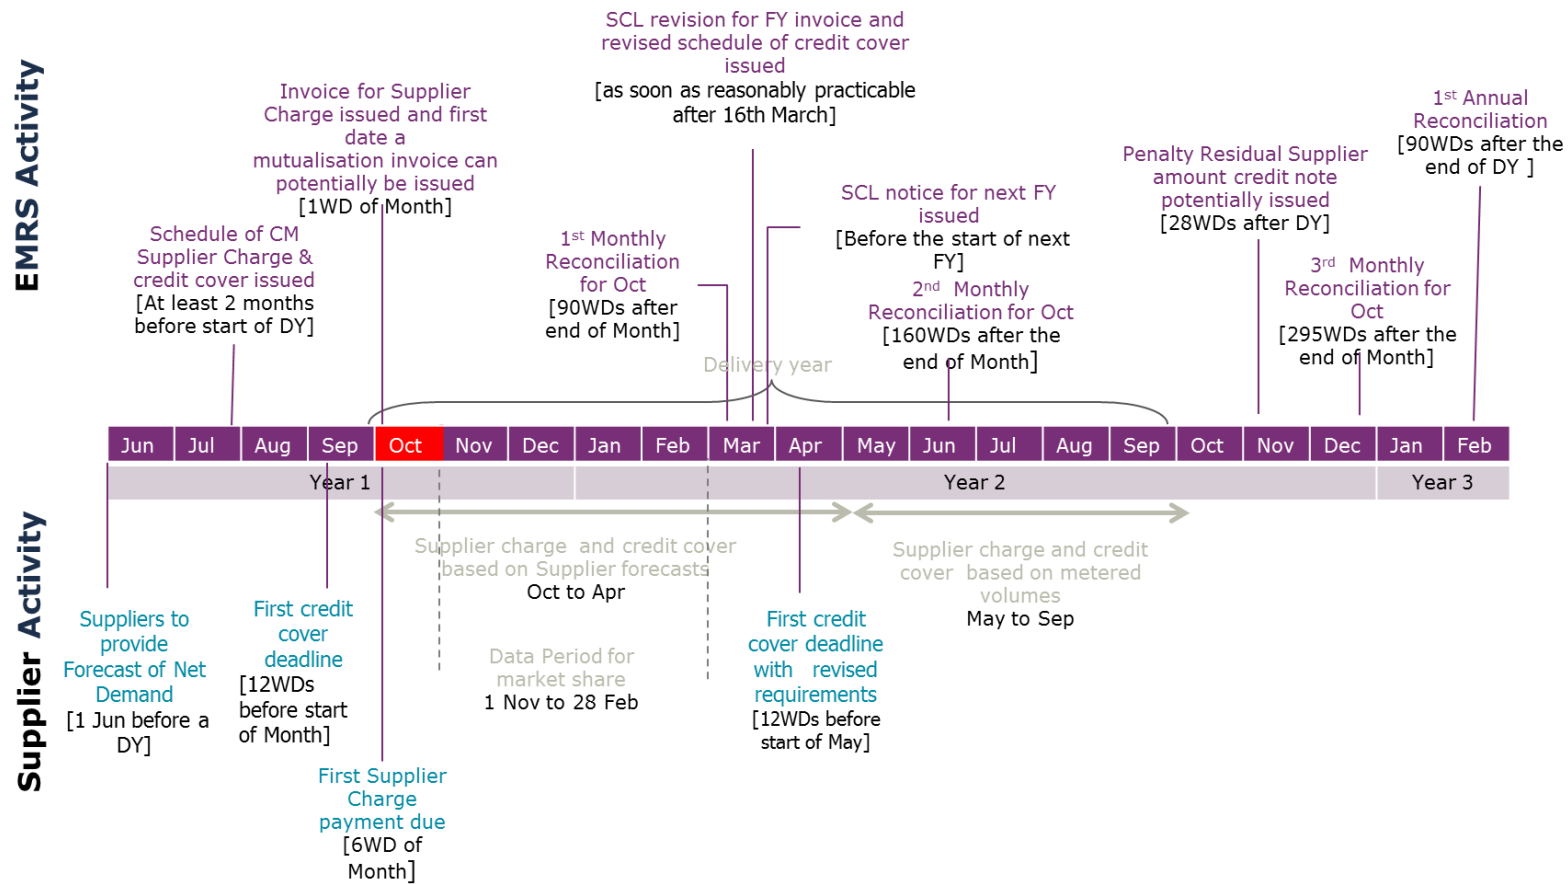 EMRS Activity
SCL revision for FY invoice and
revised schedule of credit cover
issued
[as soon as reasonably practicable
after 16th March]
Invoice for Supplier
Charge issued and first
date a
mutualisation invoice can
potentially be issued
[1WD of Month]
1st Annual
Reconciliation
[90WDs after the
end of DY ]
Penalty Residual Supplier
amount credit note
potentially issued
[28WDs after DY]
SCL notice for next FY
issued
[Before the start of next
FY]
Schedule of CM
Supplier Charge &
credit cover issued
[At least 2 months
before start of DY]
1st Monthly
Reconciliation
for Oct
[90WDs after
end of Month]
2nd Monthly
Reconciliation for Oct
[160WDs after the
end of Month]
3rd Monthly
Reconciliation for
Oct
[295WDs after the
end of Month]
Delivery year
Jun Jul Aug Sep Oct Nov Dec Jan Feb Mar Apr May Jun Jul Aug Sep Oct Nov Dec Jan Feb
Year 1 Year 2 Year 3
Supplier Activity
Supplier charge and credit cover
based on Supplier forecasts
Oct to Apr
Supplier charge and credit
cover based on metered
volumes
May to Sep
Suppliers to
provide
Forecast of Net
Demand
[1 Jun before a
DY]
First credit
cover
deadline
[12WDs
before start
of Month]
Data Period for
market share
1 Nov to 28 Feb
First credit
cover deadline
with revised
requirements
[12WDs before
start of May]
First Supplier
Charge
payment due
[6WD of
Month]